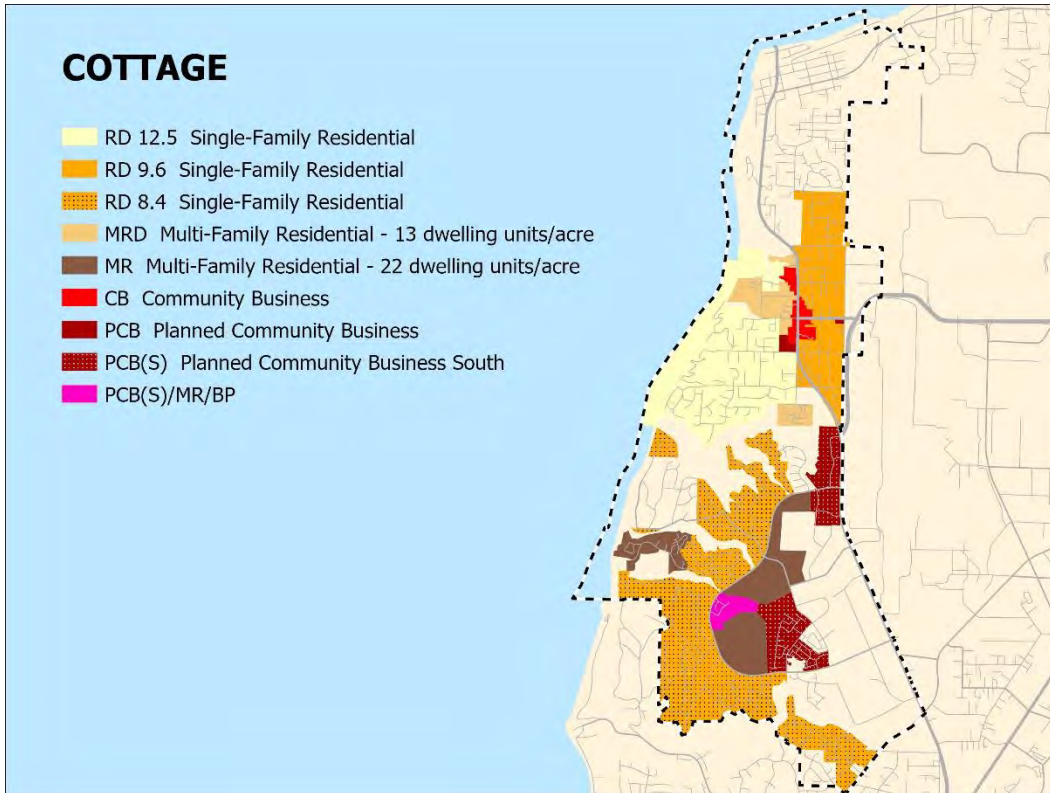 COTTAGE
RD 12.5 Single-Family Residential
RD 9.6 Single-Family Residential
RD 8.4 Single-Family Residential
MRD Multi-Family Residential - 13 dwelling units/acre
MR Multi-Family Residential - 22 dwelling units/acre
CB Community Business
PCB Planned Community Business
PCB(S) Planned Community Business South
PCB(S)/MR/BP